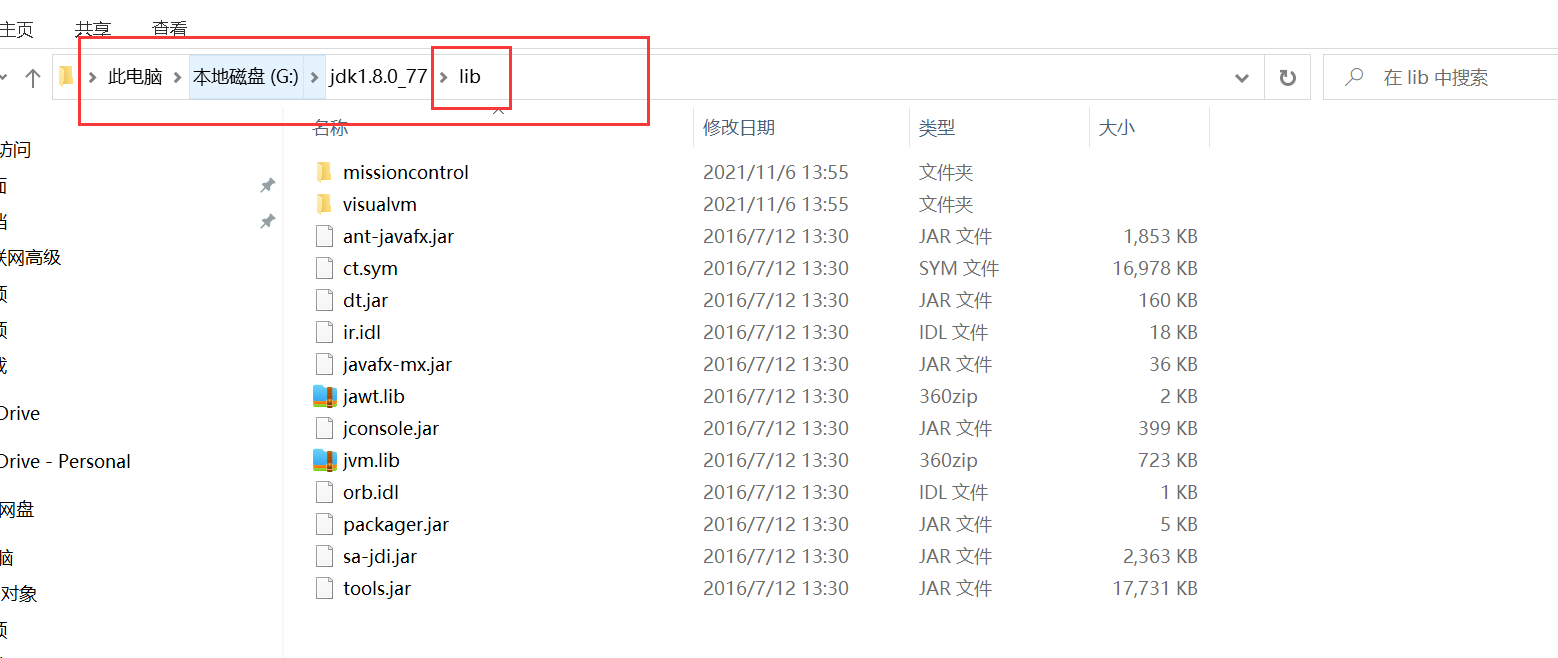 主页 共享 查看
此电脑 本地磁盘 (G:) jdk1.8.0_77 lib 在 lib 中搜索
名称 修改日期 类型 大小
访问
missioncontrol 2021/11/6 13:55 文件夹
面
visualvm 2021/11/6 13:55 文件夹
档
ant-javafx.jar 2016/7/12 13:30 JAR 文件 1,853 KB
联网高级
ct.sym 2016/7/12 13:30 SYM 文件 16,978 KB
dt.jar 2016/7/12 13:30 JAR 文件 160 KB
ir.idl 2016/7/12 13:30 IDL 文件 18 KB
javafx-mx.jar 2016/7/12 13:30 JAR 文件 36 KB
jawt.lib 2016/7/12 13:30 360zip 2 KB
Drive
jconsole.jar 2016/7/12 13:30 JAR 文件 399 KB
Drive - Personal
jvm.lib 2016/7/12 13:30 360zip 723 KB
orb.idl 2016/7/12 13:30 IDL 文件 1 KB
网盘
packager.jar 2016/7/12 13:30 JAR 文件 5 KB
脑
sa-jdi.jar 2016/7/12 13:30 JAR 文件 2,363 KB
对象
tools.jar 2016/7/12 13:30 JAR 文件 17,731 KB